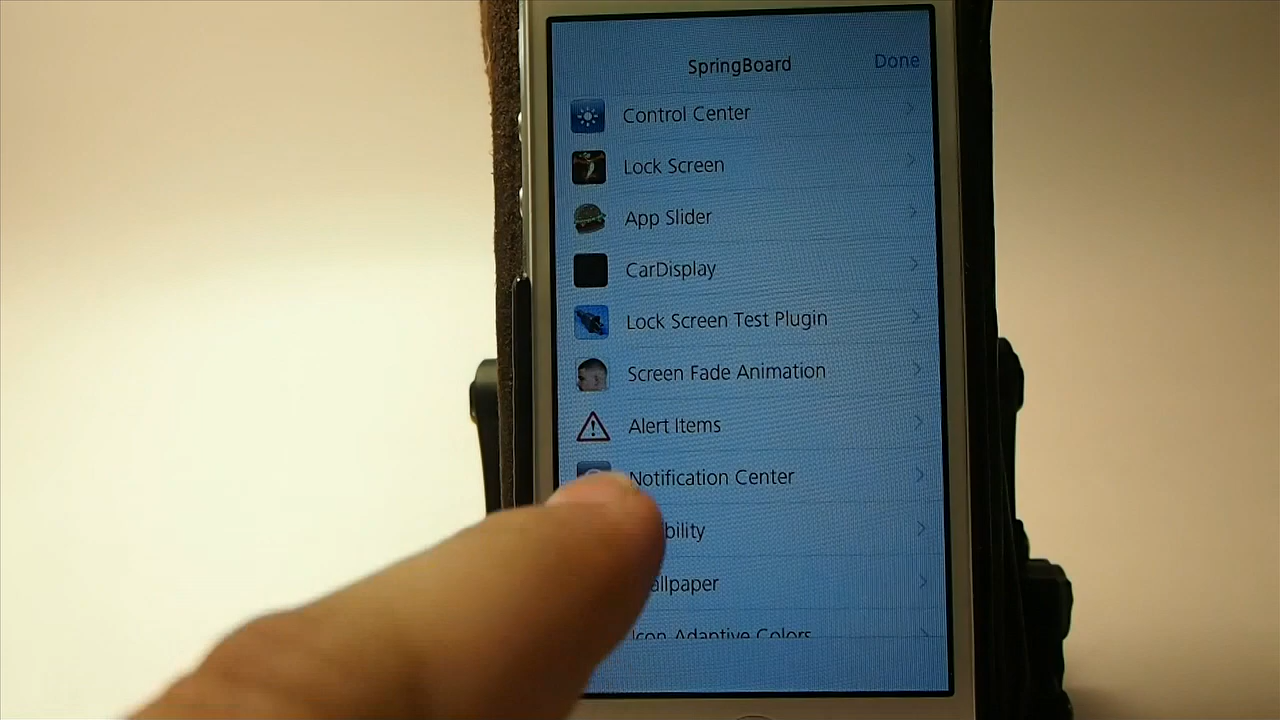 SpringBoard
Done
Control Center
Lock Screen
App Slider
CarDisplay
Lock Screen Test Plugin
Screen Fade Animation
Alert Items
Notification Center
bility
allpaper
Icon Adaptive Colors